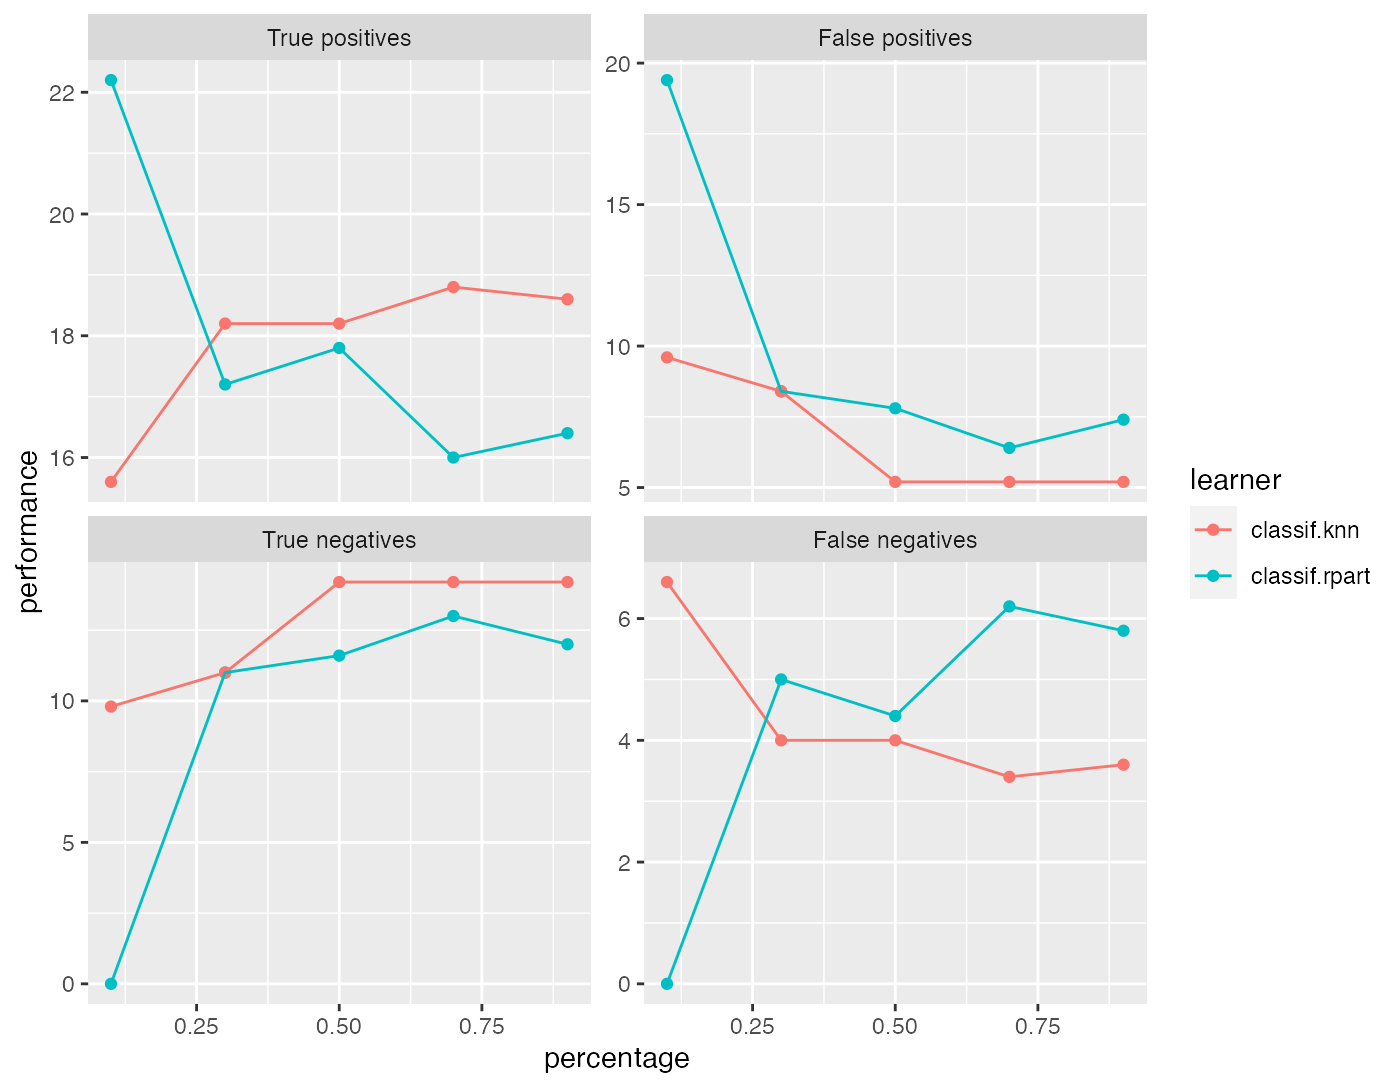 True positives
False positives
22
20
18
16
20
15
10
5
performance
True negatives
False negatives
10
5
0
6
4
2
0
0.25 0.50 0.75
0.25 0.50 0.75
percentage
learner
classif.knn
classif.rpart